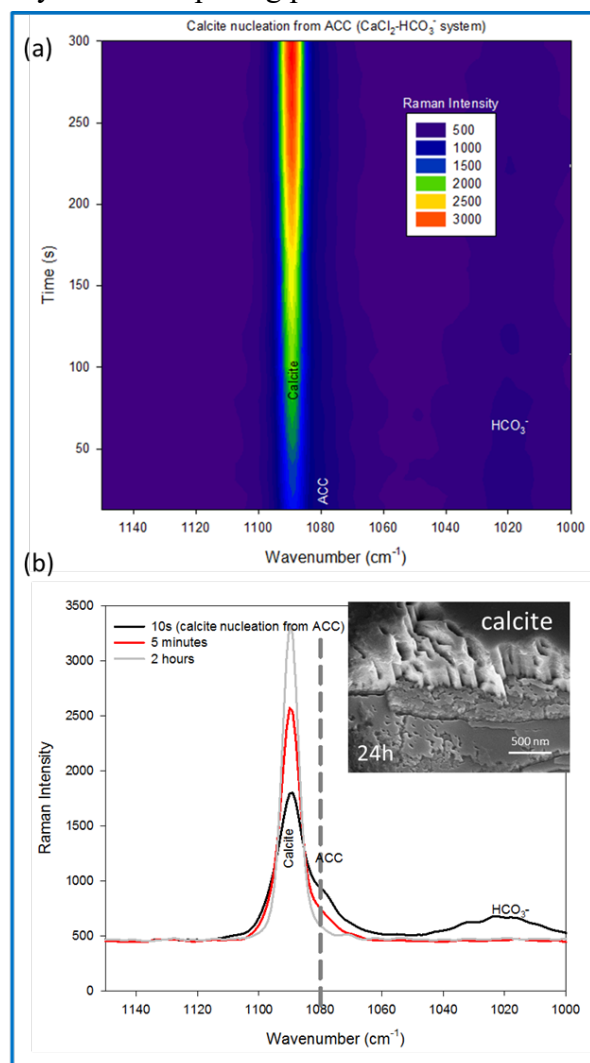 (a)
Calcite nucleation from ACC (CaCl₂-HCO₃⁻ system)
300
250
200
150
100
50
Time (s)
Raman Intensity
500
1000
1500
2000
2500
3000
Calcite
ACC
HCO₃⁻
1140 1120 1100 1080 1060 1040 1020 1000
Wavenumber (cm⁻¹)
(b)
3500
3000
2500
2000
1500
1000
500
0
Raman Intensity
10s (calcite nucleation from ACC)
5 minutes
2 hours
calcite
24h
500 nm
Calcite
ACC
HCO₃-
1140 1120 1100 1080 1060 1040 1020 1000
Wavenumber (cm⁻¹)